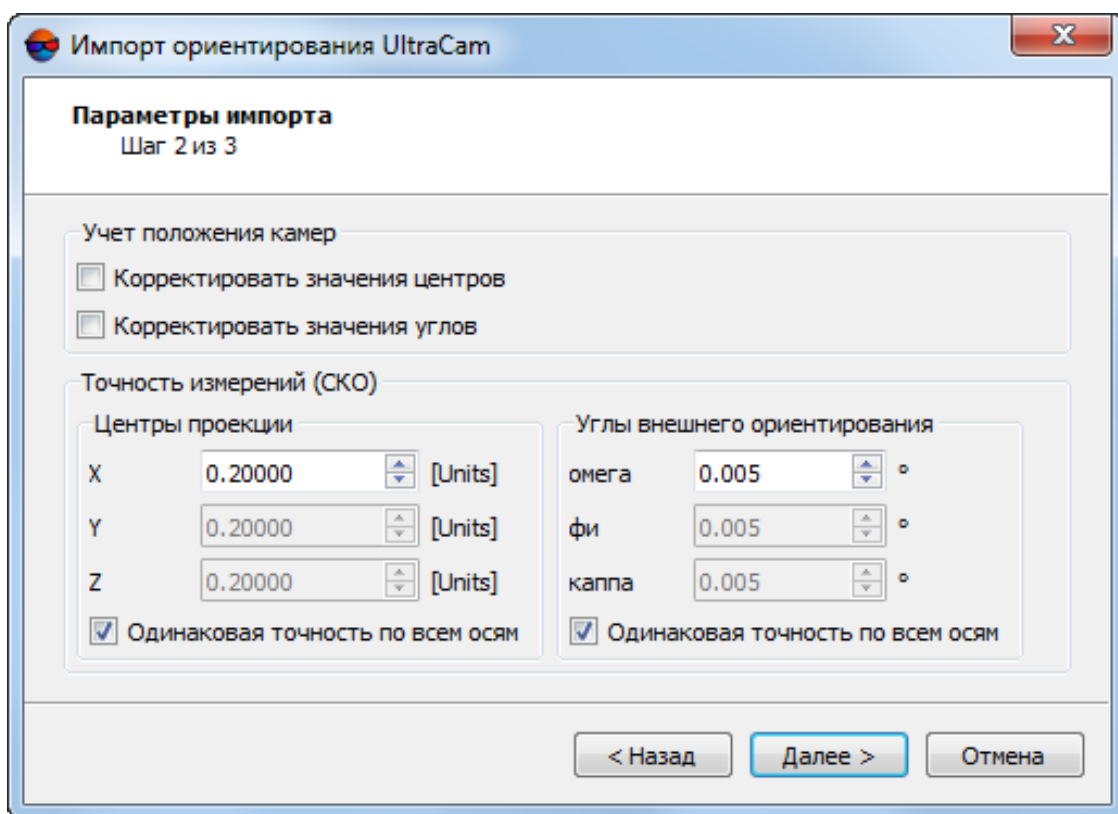 Импорт ориентирования UltraCam
Параметры импорта
Шаг 2 из 3
Учет положения камер
Корректировать значения центров
Корректировать значения углов
Точность измерений (СКО)
Центры проекции
X 0.20000 [Units]
Y 0.20000 [Units]
Z 0.20000 [Units]
Одинаковая точность по всем осям
Углы внешнего ориентирования
омега 0.005 °
фи 0.005 °
каппа 0.005 °
Одинаковая точность по всем осям
< Назад
Далее >
Отмена